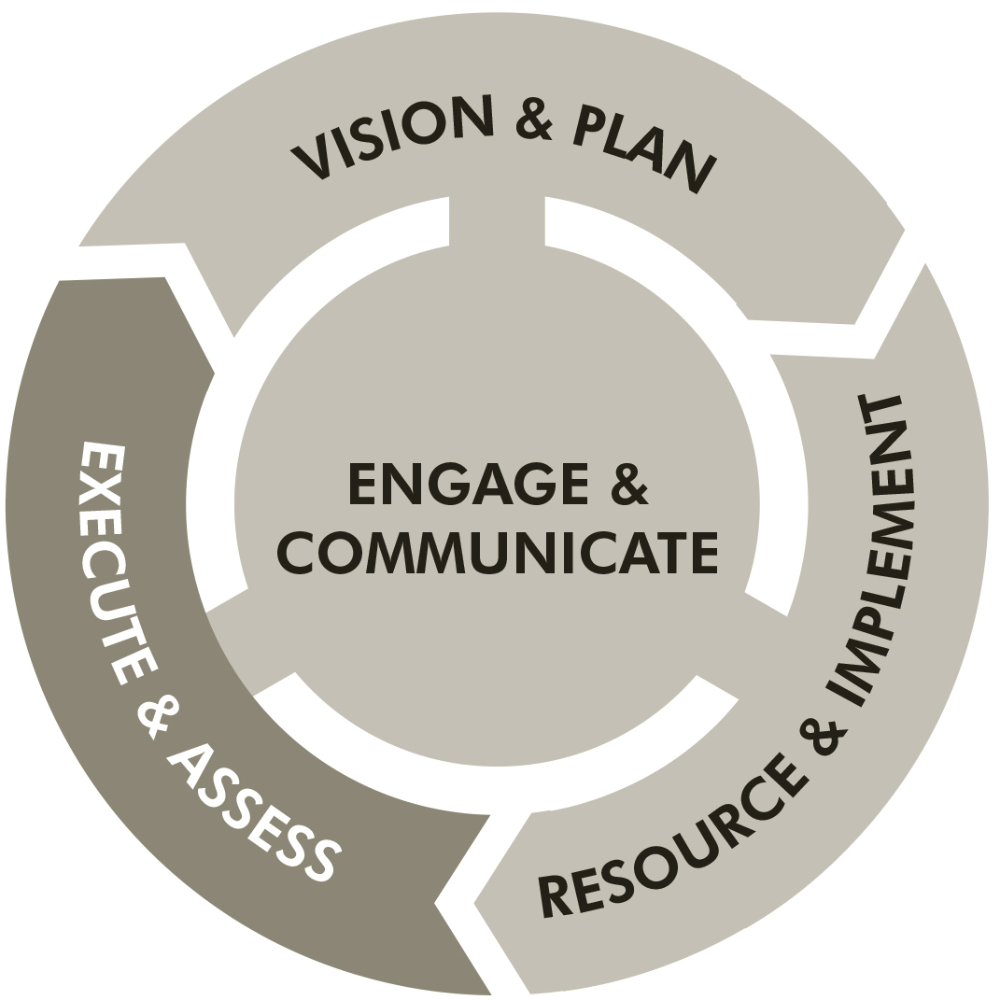 VISION & PLAN
ENGAGE &
COMMUNICATE
RESOURCE & IMPLEMENT
EXECUTE & ASSESS